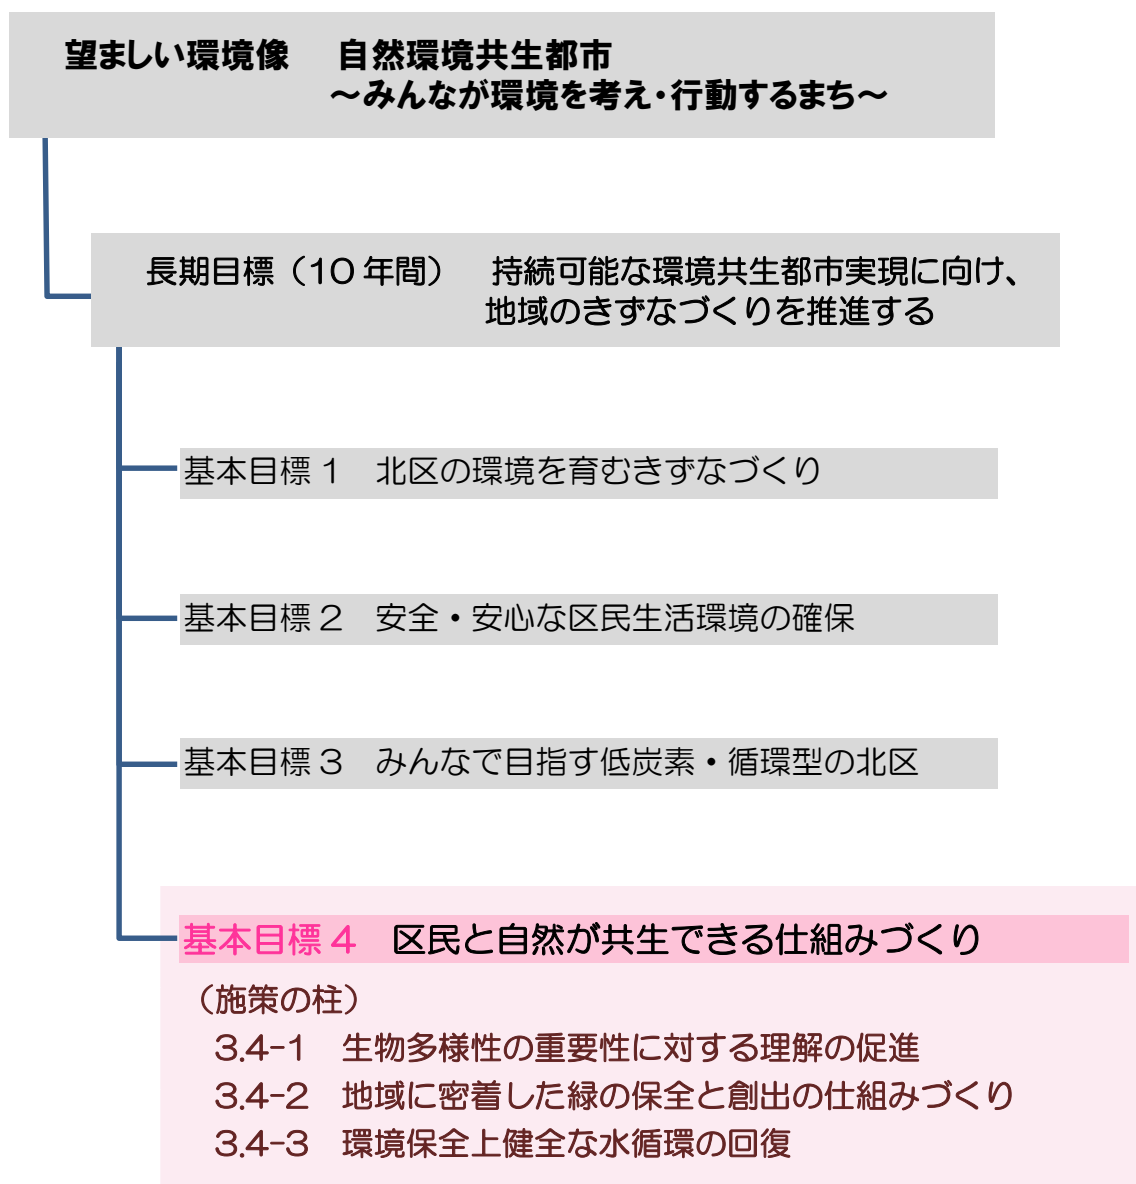 望ましい環境像　自然環境共生都市
～みんなが環境を考え・行動するまち～
長期目標（10年間）　持続可能な環境共生都市実現に向け、
地域のきずなづくりを推進する
基本目標1　北区の環境を育むきずなづくり
基本目標2　安全・安心な区民生活環境の確保
基本目標3　みんなで目指す低炭素・循環型の北区
基本目標4　区民と自然が共生できる仕組みづくり
（施策の柱）
3.4-1　生物多様性の重要性に対する理解の促進
3.4-2　地域に密着した緑の保全と創出の仕組みづくり
3.4-3　環境保全上健全な水循環の回復